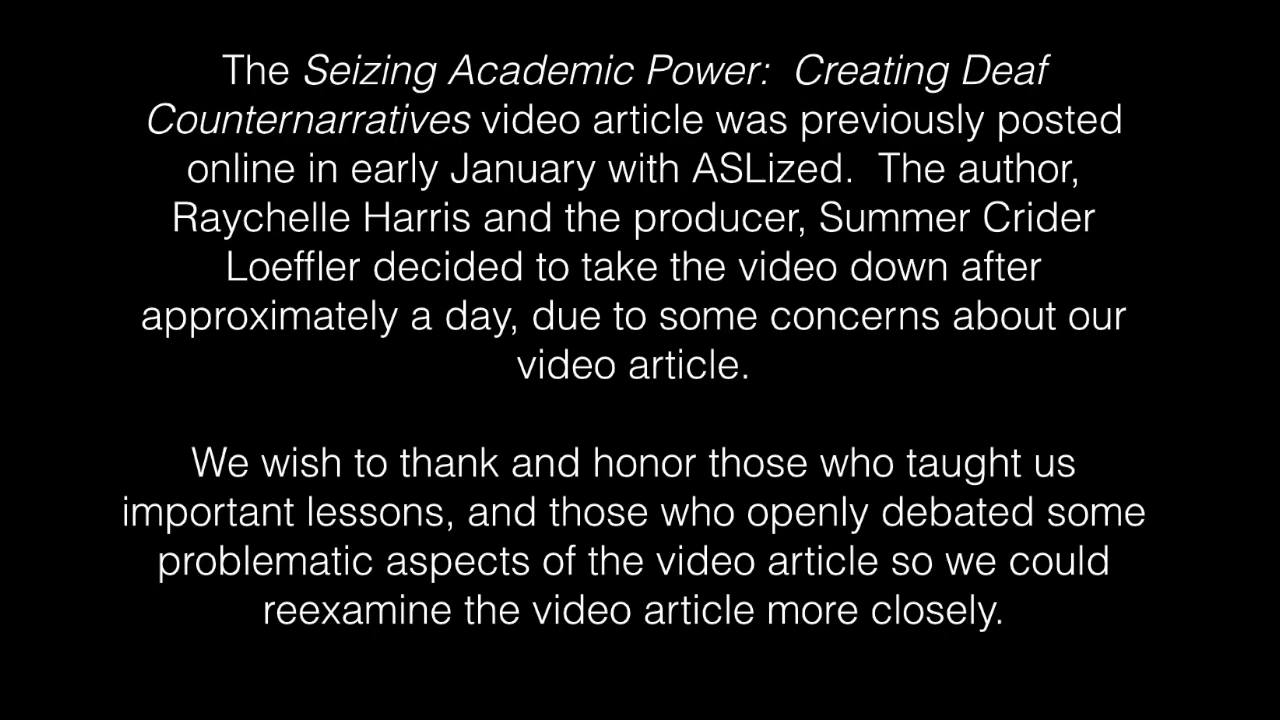 The Seizing Academic Power:  Creating Deaf
Counternarratives video article was previously posted
online in early January with ASLized.  The author,
Raychelle Harris and the producer, Summer Crider
Loeffler decided to take the video down after
approximately a day, due to some concerns about our
video article.
We wish to thank and honor those who taught us
important lessons, and those who openly debated some
problematic aspects of the video article so we could
reexamine the video article more closely.